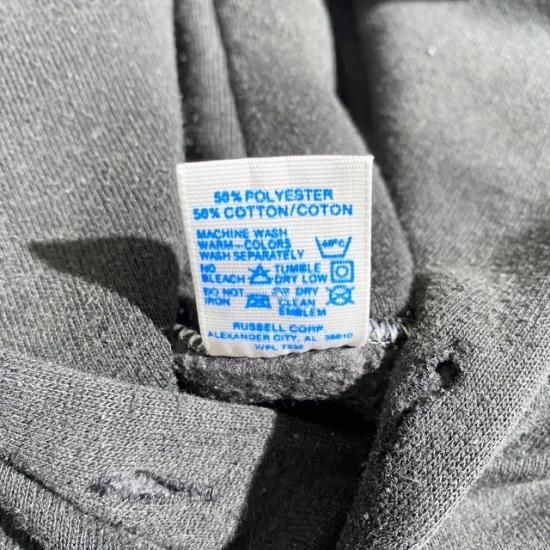 50% POLYESTER
50% COTTON/COTON
MACHINE WASH
WARM-COLORS
WASH SEPARATELY
NO TUMBLE
BLEACH DRY LOW
DO NOT DRY
IRON CLEAN
EMBLEM
RUSSELL CORP.
ALEXANDER CITY, AL 35010
WPL